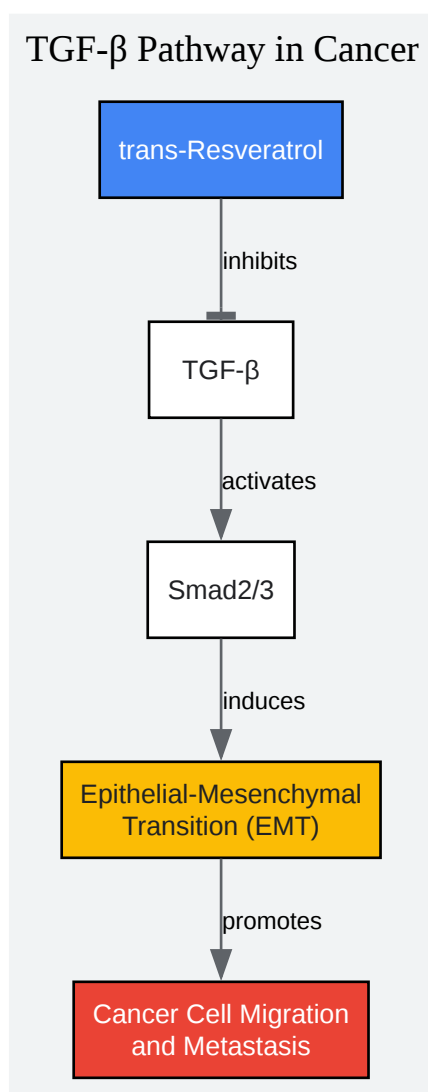 TGF-β Pathway in Cancer
trans-Resveratrol
inhibits
TGF-β
activates
Smad2/3
induces
Epithelial-Mesenchymal
Transition (EMT)
promotes
Cancer Cell Migration
and Metastasis